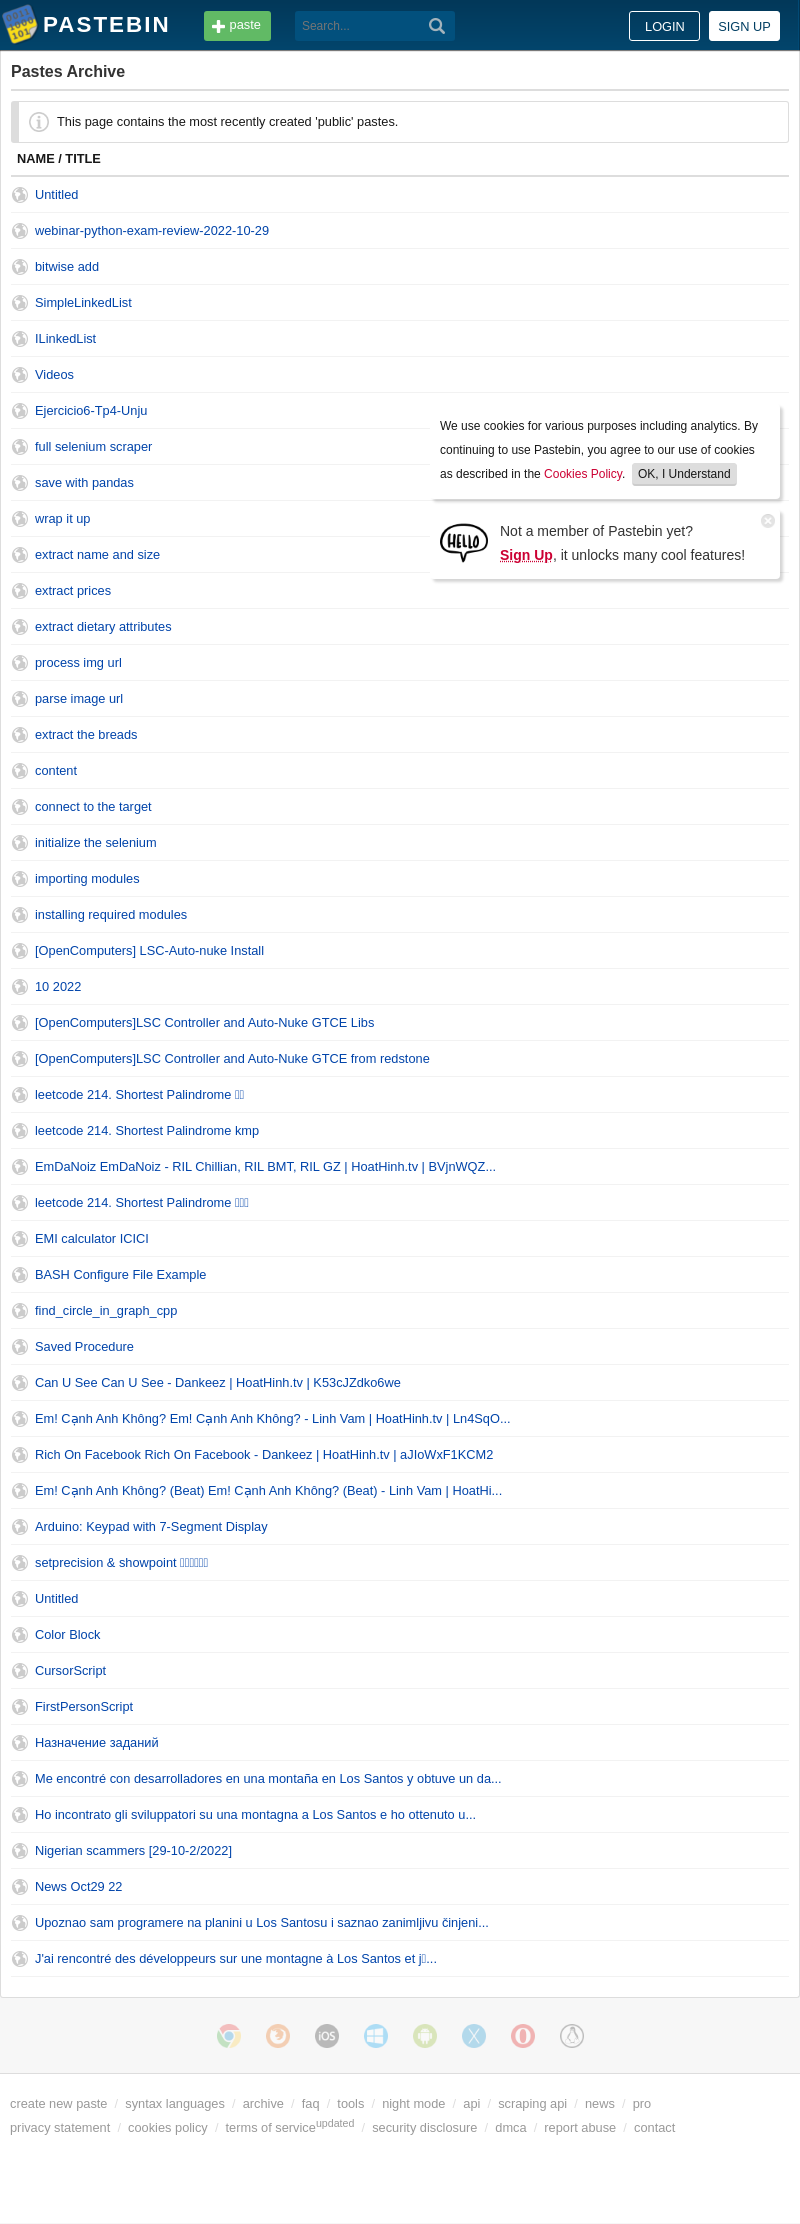 PASTEBIN
paste
Search...
LOGIN
SIGN UP
Pastes Archive
This page contains the most recently created 'public' pastes.
NAME / TITLE
Untitled
webinar-python-exam-review-2022-10-29
bitwise add
SimpleLinkedList
ILinkedList
Videos
Ejercicio6-Tp4-Unju
full selenium scraper
save with pandas
wrap it up
extract name and size
extract prices
We use cookies for various purposes including analytics. By
continuing to use Pastebin, you agree to our use of cookies
as described in the Cookies Policy. OK, I Understand
HELLO
Not a member of Pastebin yet?
Sign Up, it unlocks many cool features!
extract dietary attributes
process img url
parse image url
extract the breads
content
connect to the target
initialize the selenium
importing modules
installing required modules
[OpenComputers] LSC-Auto-nuke Install
10 2022
[OpenComputers]LSC Controller and Auto-Nuke GTCE Libs
[OpenComputers]LSC Controller and Auto-Nuke GTCE from redstone
leetcode 214. Shortest Palindrome
leetcode 214. Shortest Palindrome kmp
EmDaNoiz EmDaNoiz - RIL Chillian, RIL BMT, RIL GZ | HoatHinh.tv | BVjnWQZ...
leetcode 214. Shortest Palindrome
EMI calculator ICICI
BASH Configure File Example
find_circle_in_graph_cpp
Saved Procedure
Can U See Can U See - Dankeez | HoatHinh.tv | K53cJZdko6we
Em! Cạnh Anh Không? Em! Cạnh Anh Không? - Linh Vam | HoatHinh.tv | Ln4SqO...
Rich On Facebook Rich On Facebook - Dankeez | HoatHinh.tv | aJIoWxF1KCM2
Em! Cạnh Anh Không? (Beat) Em! Cạnh Anh Không? (Beat) - Linh Vam | HoatHi...
Arduino: Keypad with 7-Segment Display
setprecision & showpoint
Untitled
Color Block
CursorScript
FirstPersonScript
Назначение заданий
Me encontré con desarrolladores en una montaña en Los Santos y obtuve un da...
Ho incontrato gli sviluppatori su una montagna a Los Santos e ho ottenuto u...
Nigerian scammers [29-10-2/2022]
News Oct29 22
Upoznao sam programere na planini u Los Santosu i saznao zanimljivu činjeni...
J'ai rencontré des développeurs sur une montagne à Los Santos et j...
iOS
create new paste / syntax languages / archive / faq / tools / night mode / api / scraping api / news / pro
privacy statement / cookies policy / terms of serviceupdated / security disclosure / dmca / report abuse / contact